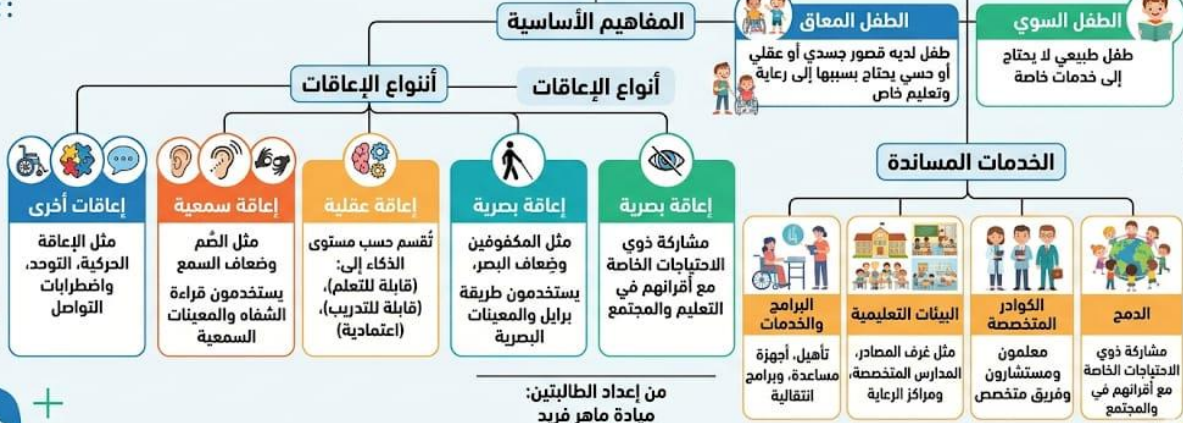 المفاهيم الأساسية
الطفل السوي
طفل طبيعي لا يحتاج
إلى خدمات خاصة
الطفل المعاق
طفل لديه قصور جسدي أو عقلي
أو حسي يحتاج بسببها إلى رعاية
وتعليم خاص
أنواع الإعاقات
أننواع الإعاقات
إعاقة بصرية
مشاركة ذوي
الاحتياجات الخاصة
مع أقرانهم في
التعليم والمجتمع
إعاقة بصرية
مثل المكفوفين
وضِعاف البصر،
يستخدمون طريقة
برايل والمعينات
البصرية
إعاقة عقلية
تُقسم حسب مستوى
الذكاء إلى:
(قابلة للتعلم)،
(قابلة للتدريب)،
(اعتمادية)
إعاقة سمعية
مثل الصُّم
وضعاف السمع
يستخدمون قراءة
الشفاه والمعينات
السمعية
إعاقات أخرى
مثل الإعاقة
الحركية، التوحد،
واضطرابات
التواصل
الخدمات المساندة
الدمج
مشاركة ذوي
الاحتياجات الخاصة
مع أقرانهم في
والمجتمع
الكوادر
المتخصصة
معلمون
ومستشارون
وفريق متخصص
البيئات التعليمية
مثل غرف المصادر،
المدارس المتخصصة،
ومراكز الرعاية
البرامج
والخدمات
تأهيل، أجهزة
مساعدة، وبرامج
انتقالية
من إعداد الطالبتين:
ميادة ماهر فريد